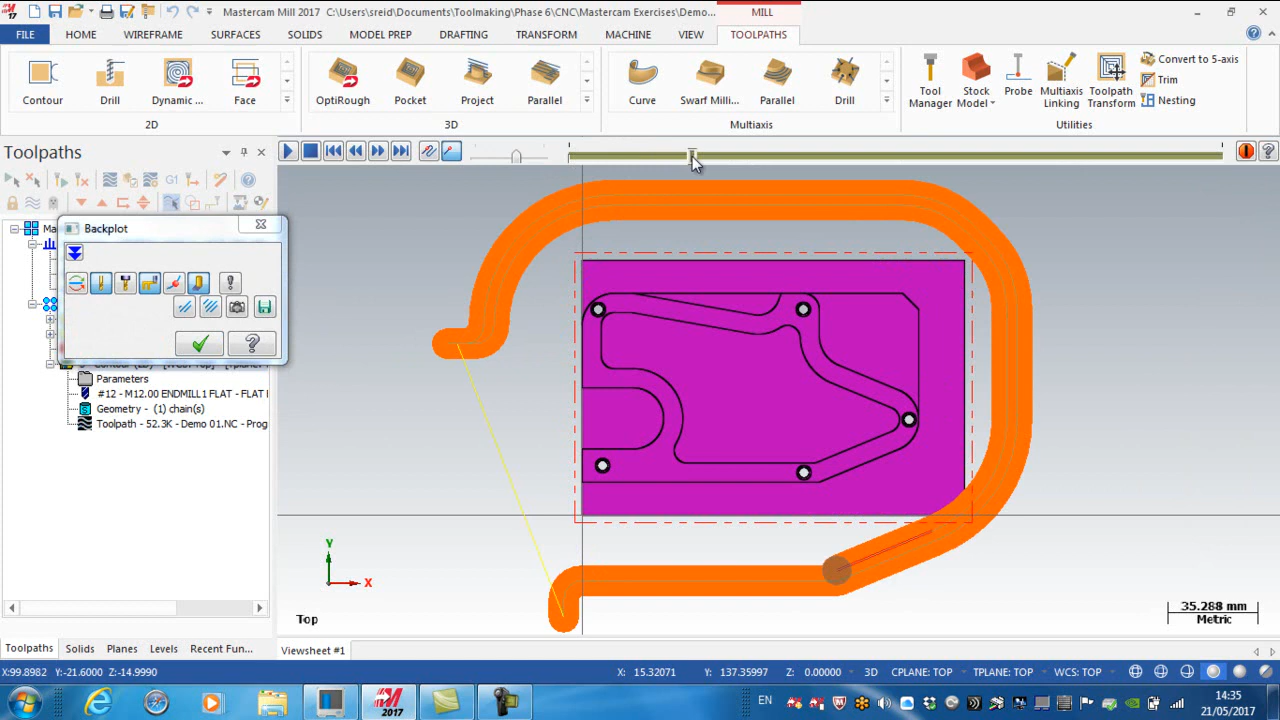 Mastercam Mill 2017 C:\Users\sreid\Documents\Toolmaking\Phase 6\CNC\Mastercam Exercises\Demo...
MILL
FILE HOME WIREFRAME SURFACES SOLIDS MODEL PREP DRAFTING TRANSFORM MACHINE VIEW TOOLPATHS
Contour Drill Dynamic ... Face OptiRough Pocket Project Parallel Curve Swarf Milli... Parallel Drill Tool Manager Stock Model Probe Multiaxis Linking Toolpath Transform Convert to 5-axis
Trim
Nesting
2D 3D Multiaxis Utilities
Toolpaths
G1
Backplot
Ma
Parameters
#12 - M12.00 ENDMILL1 FLAT - FLAT
Geometry - (1) chain(s)
Toolpath - 52.3K - Demo 01.NC - Prog
Y
X
Top
35.288 mm
Metric
Toolpaths Solids Planes Levels Recent Fun...
Viewsheet #1
X:99.8982 Y:-21.6000 Z:-14.9990 X: 15.32071 Y: 137.35997 Z: 0.00000 3D CPLANE: TOP TPLANE: TOP WCS: TOP
2017
EN
14:35
21/05/2017